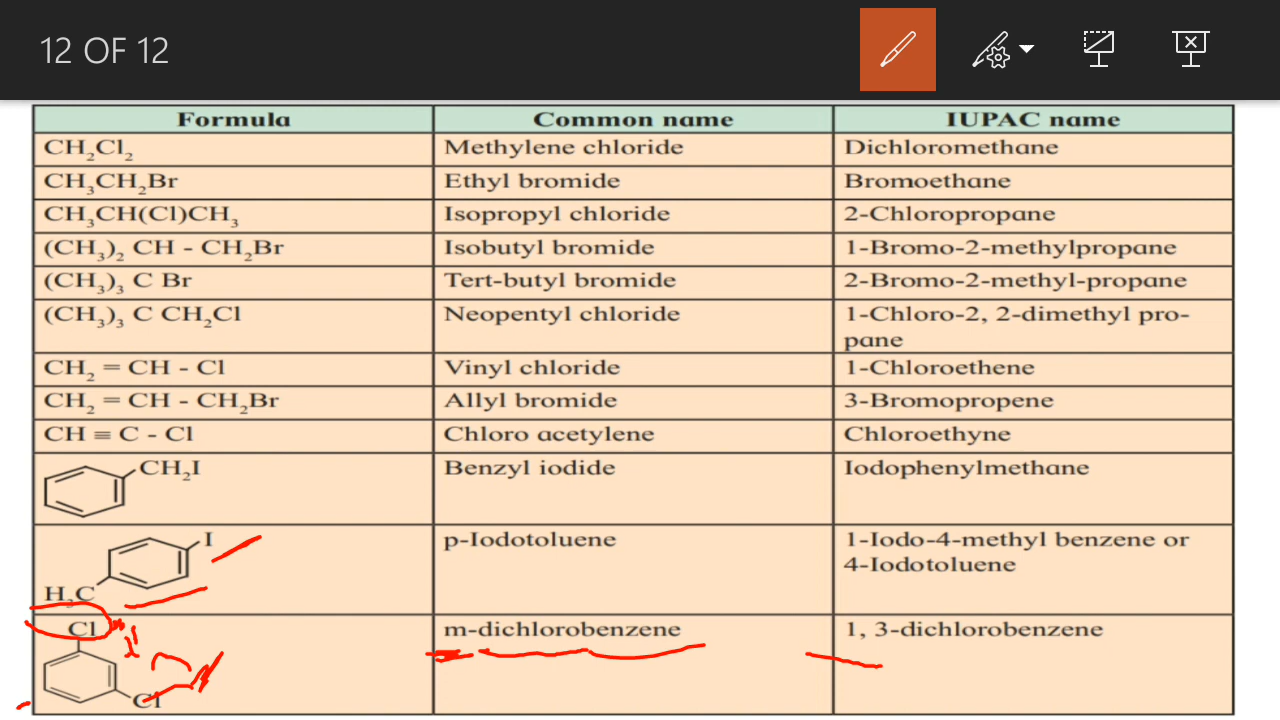 12 OF 12
Formula Common name IUPAC name
CH₂Cl₂ Methylene chloride Dichloromethane
CH₃CH₂Br Ethyl bromide Bromoethane
CH₃CH(Cl)CH₃ Isopropyl chloride 2-Chloropropane
(CH₃)₂ CH - CH₂Br Isobutyl bromide 1-Bromo-2-methylpropane
(CH₃)₃ C Br Tert-butyl bromide 2-Bromo-2-methyl-propane
(CH₃)₃ C CH₂Cl Neopentyl chloride 1-Chloro-2, 2-dimethyl pro-
pane
CH₂ = CH - Cl Vinyl chloride 1-Chloroethene
CH₂ = CH - CH₂Br Allyl bromide 3-Bromopropene
CH ≡ C - Cl Chloro acetylene Chloroethyne
CH₂I Benzyl iodide Iodophenylmethane
I p-Iodotoluene 1-Iodo-4-methyl benzene or
4-Iodotoluene
H₃C
Cl m-dichlorobenzene 1, 3-dichlorobenzene
Cl